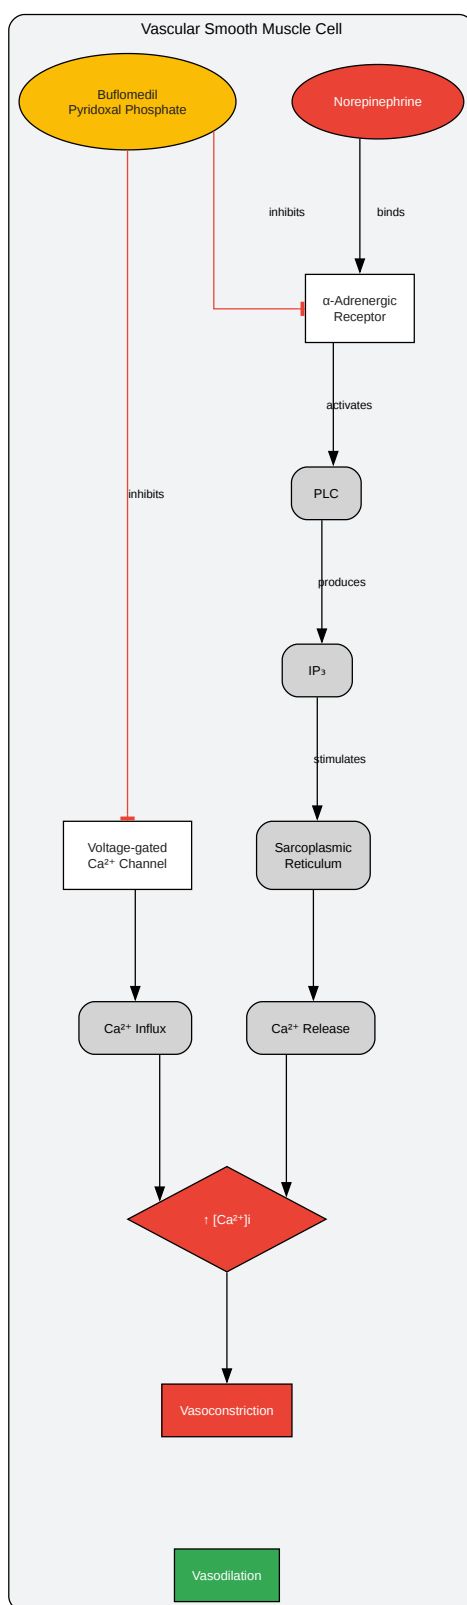 Vascular Smooth Muscle Cell
Buflomedil
Pyridoxal Phosphate
Norepinephrine
inhibits
binds
α-Adrenergic
Receptor
activates
PLC
inhibits
produces
IP₃
stimulates
Voltage-gated
Ca²⁺ Channel
Sarcoplasmic
Reticulum
Ca²⁺ Influx
Ca²⁺ Release
↑ [Ca²⁺]i
Vasoconstriction
Vasodilation